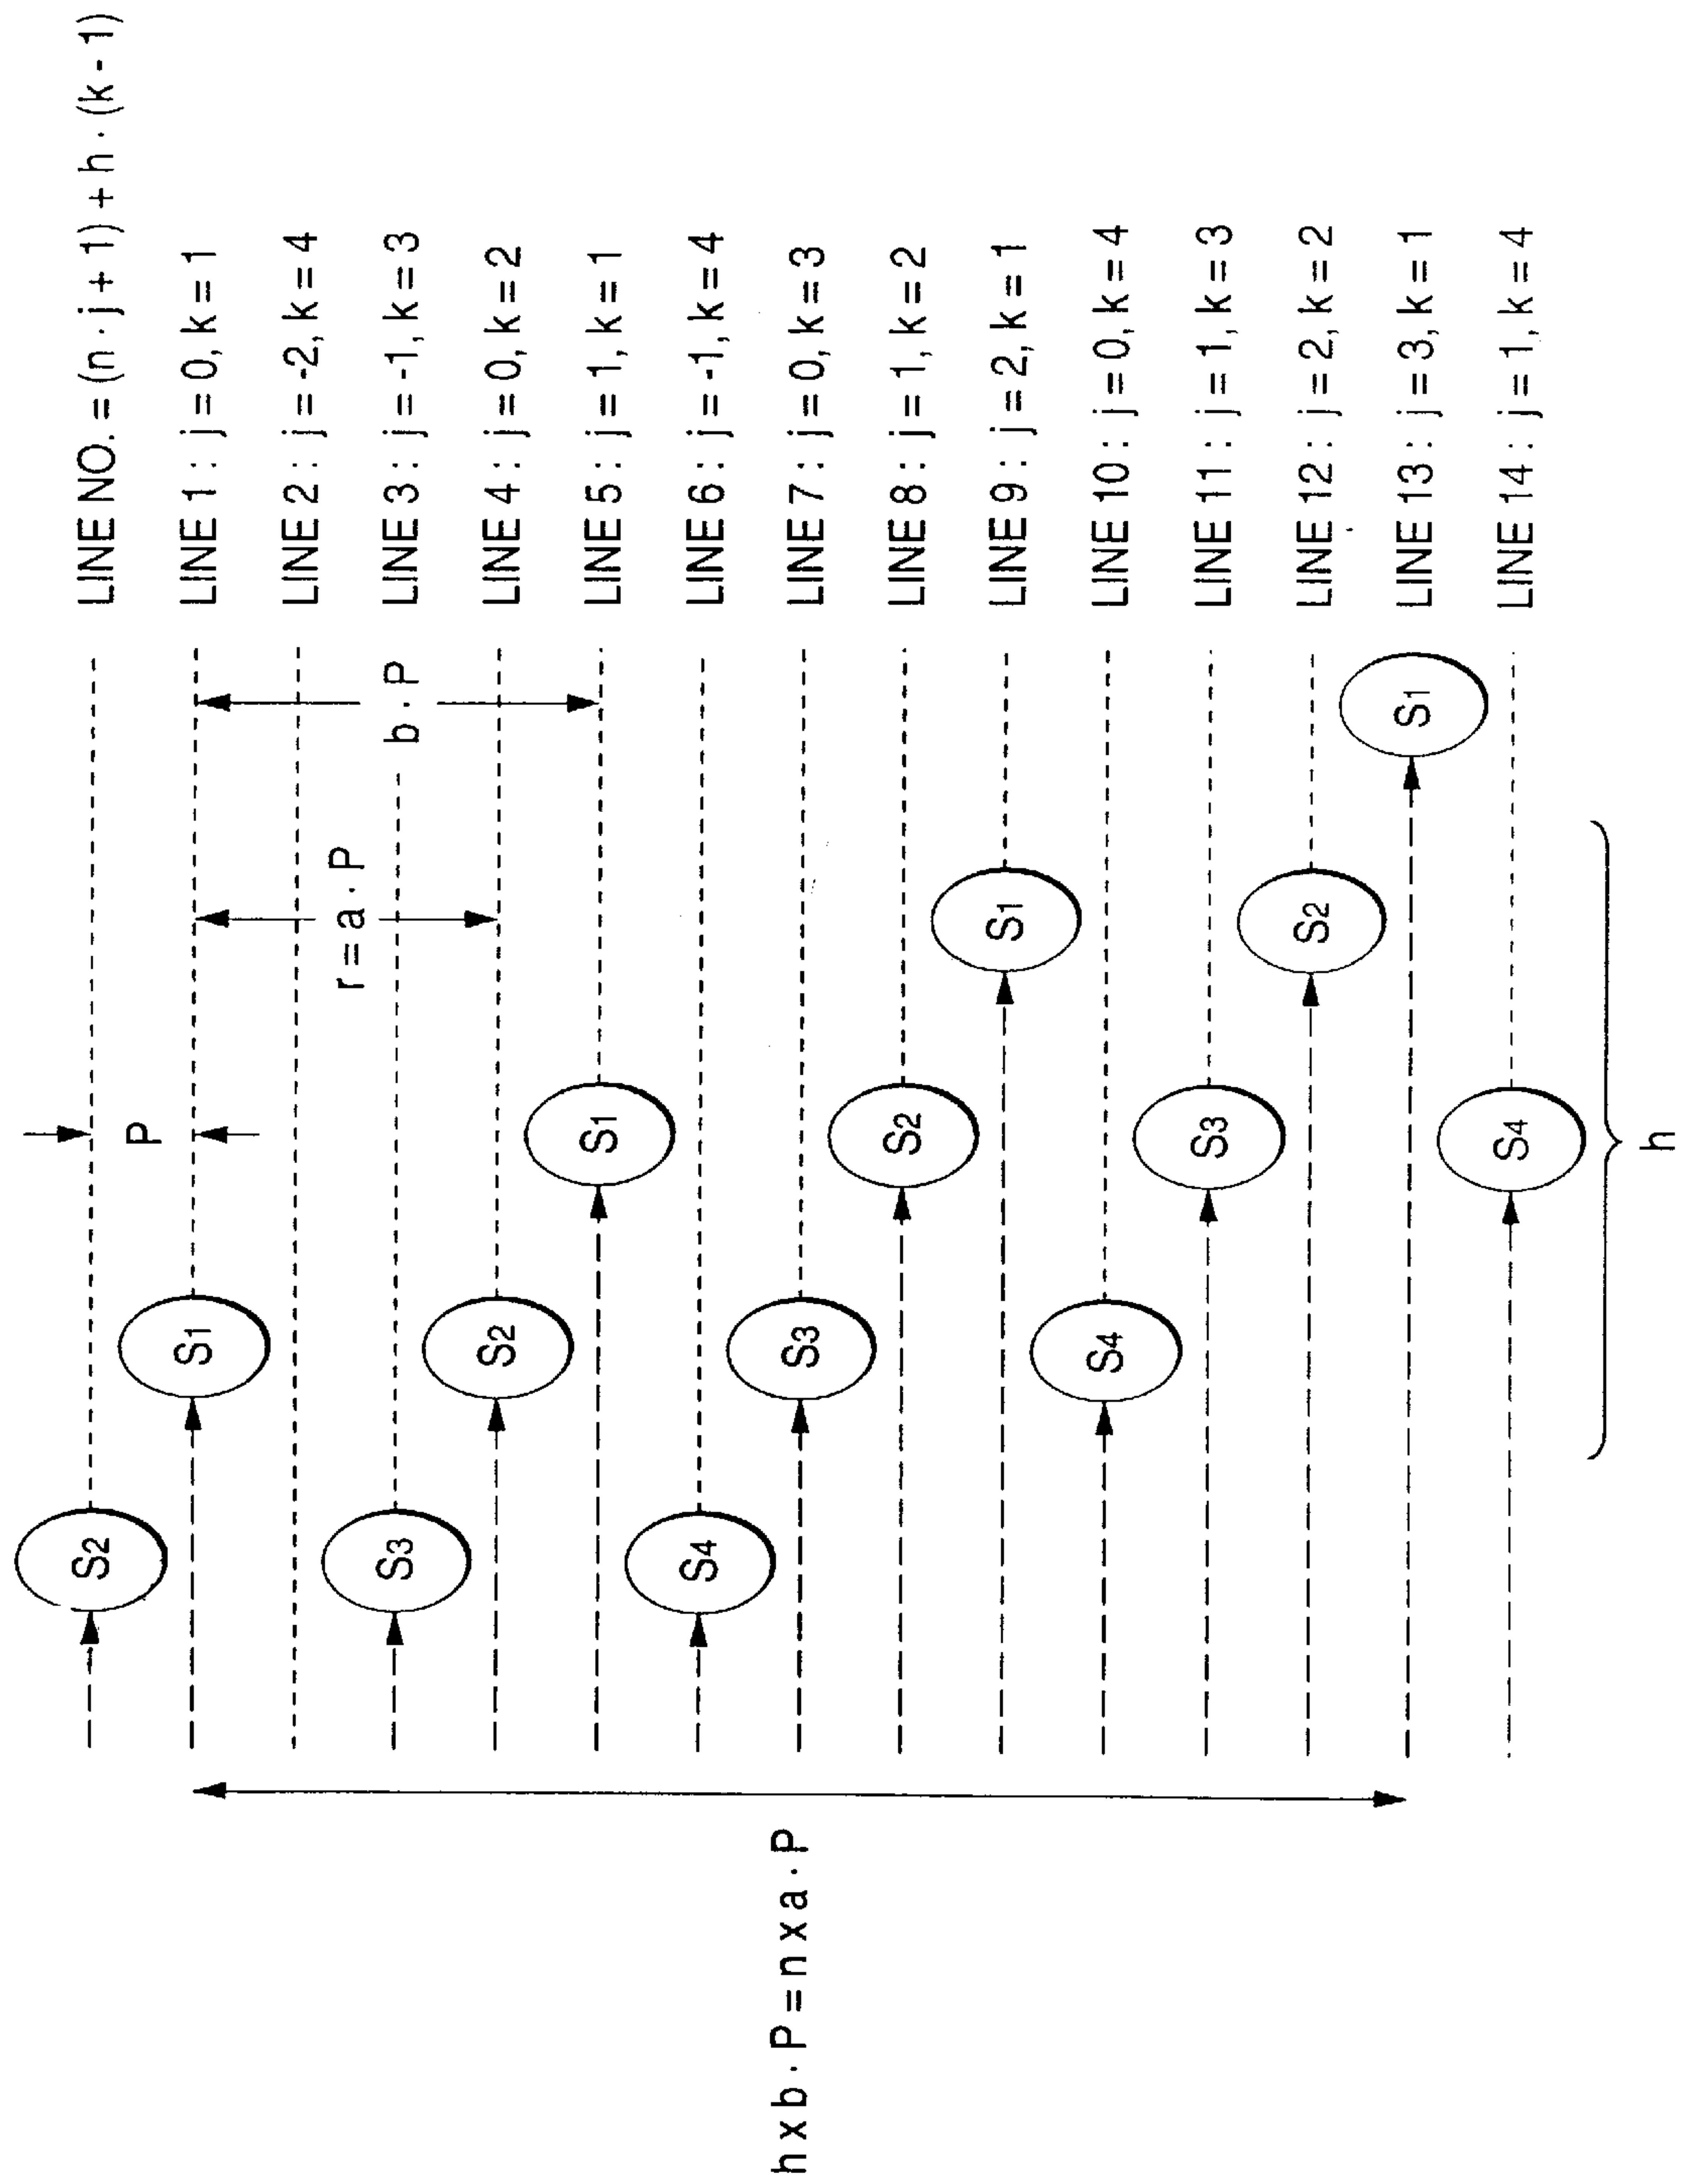 S2 LINE NO. = (n · j + 1) + h · (k - 1)
P
S1 LINE 1 : j = 0, k = 1
LINE 2 : j = -2, k = 4
r = a · P
S3 b · P LINE 3 : j = -1, k = 3
S2 LINE 4 : j = 0, k = 2
S1 LINE 5 : j = 1, k = 1
S4 LINE 6 : j = -1, k = 4
h x b · P = n x a · P
S3 LINE 7 : j = 0, k = 3
S2 LINE 8 : j = 1, k = 2
S1 LINE 9 : j = 2, k = 1
S4 LINE 10 : j = 0, k = 4
S3 LINE 11 : j = 1, k = 3
S2 LINE 12 : j = 2, k = 2
S1 LINE 13 : j = 3, k = 1
S4 LINE 14 : j = 1, k = 4
h